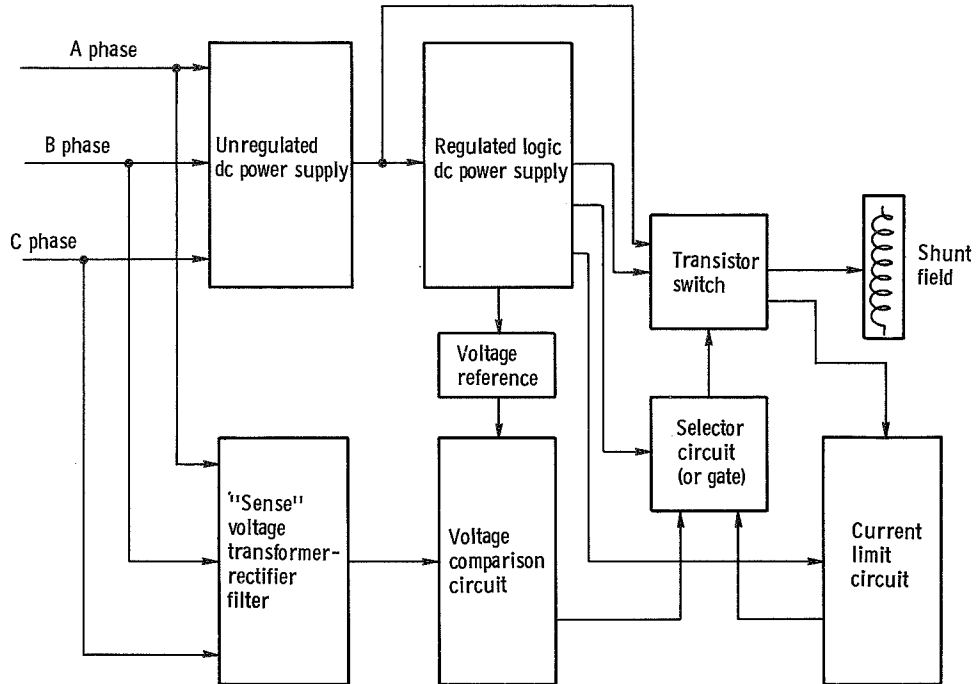 A phase
B phase
C phase
Unregulated
dc power supply
Regulated logic
dc power supply
Transistor
switch
Shunt
field
Voltage
reference
Selector
circuit
(or gate)
"Sense"
voltage
transformer-
rectifier
filter
Voltage
comparison
circuit
Current
limit
circuit